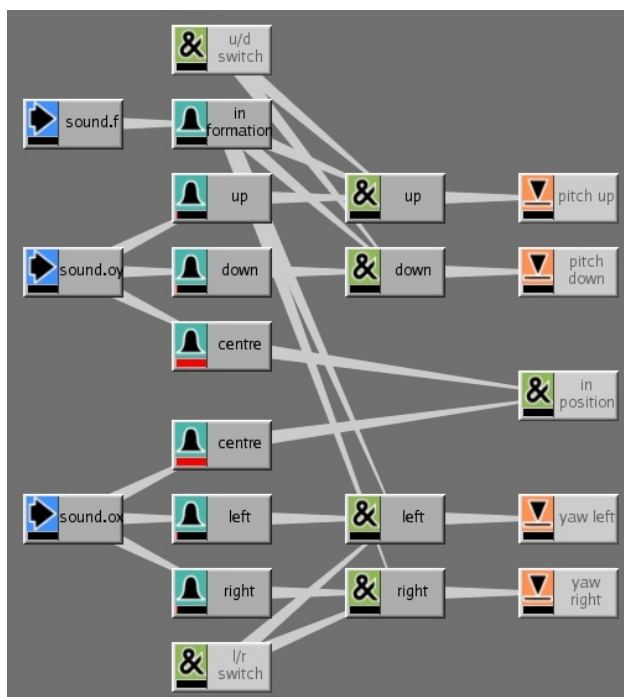 u/d
switch
sound.f
in
formation
up
up
pitch up
sound.oy
down
down
pitch
down
centre
in
position
centre
sound.ox
left
left
yaw left
right
right
yaw
right
l/r
switch